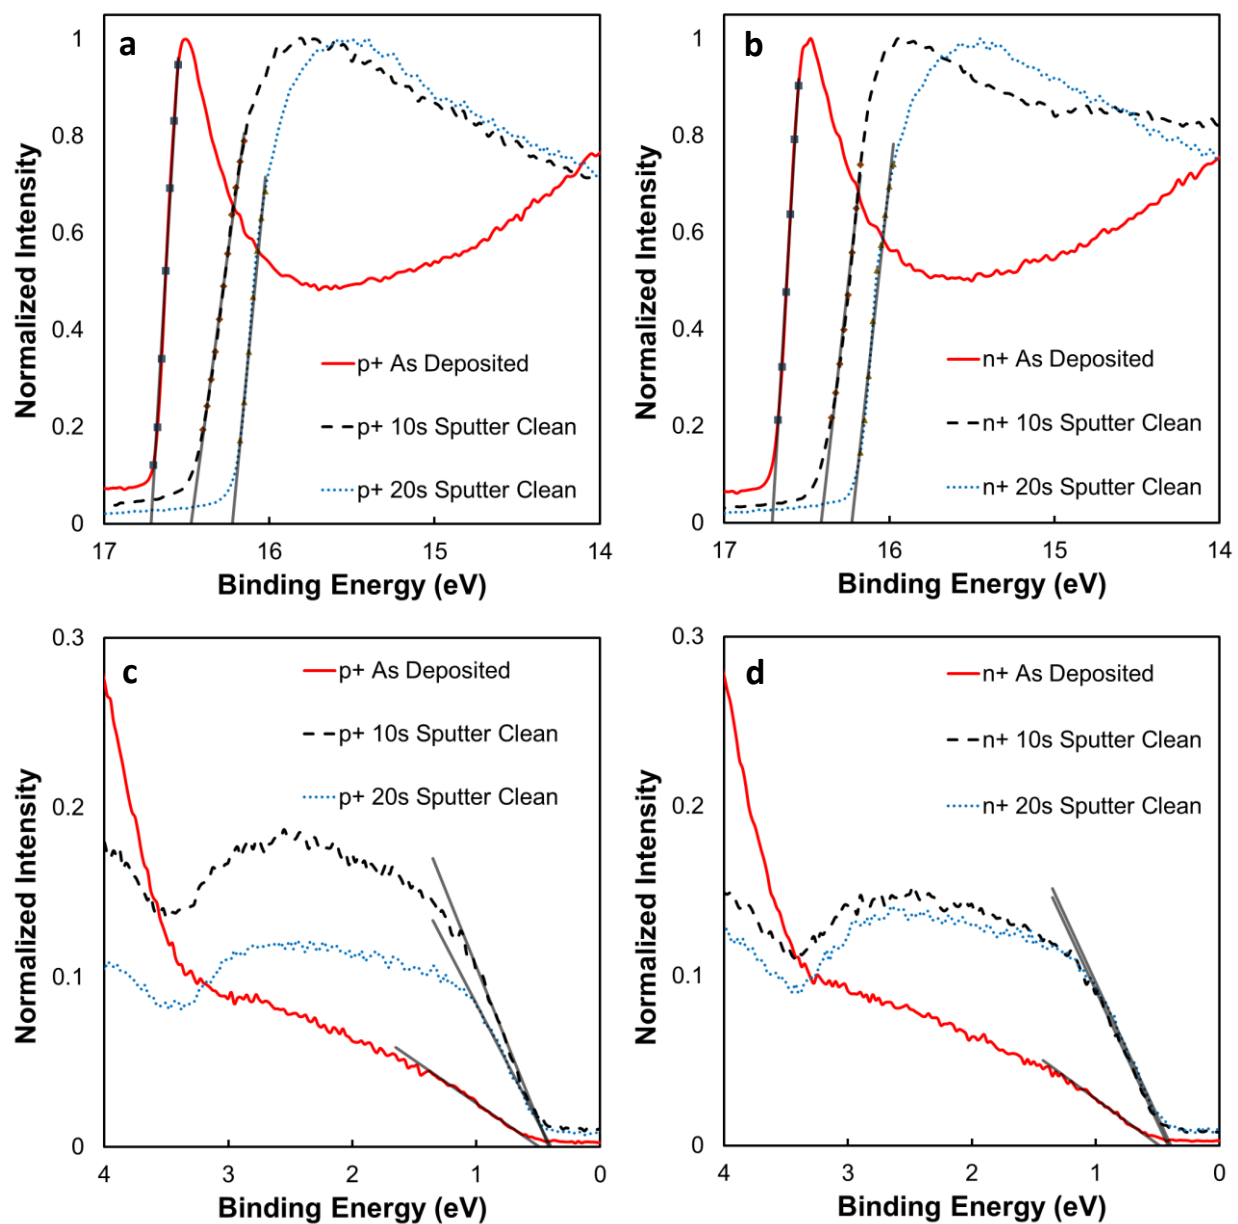 a
1
0.8
0.6
0.4
0.2
0
Normalized Intensity
p+ As Deposited
p+ 10s Sputter Clean
p+ 20s Sputter Clean
17 16 15 14
Binding Energy (eV)
b
1
0.8
0.6
0.4
0.2
0
Normalized Intensity
n+ As Deposited
n+ 10s Sputter Clean
n+ 20s Sputter Clean
17 16 15 14
Binding Energy (eV)
c
0.3
0.2
0.1
0
Normalized Intensity
p+ As Deposited
p+ 10s Sputter Clean
p+ 20s Sputter Clean
4 3 2 1 0
Binding Energy (eV)
d
0.3
0.2
0.1
0
Normalized Intensity
n+ As Deposited
n+ 10s Sputter Clean
n+ 20s Sputter Clean
4 3 2 1 0
Binding Energy (eV)